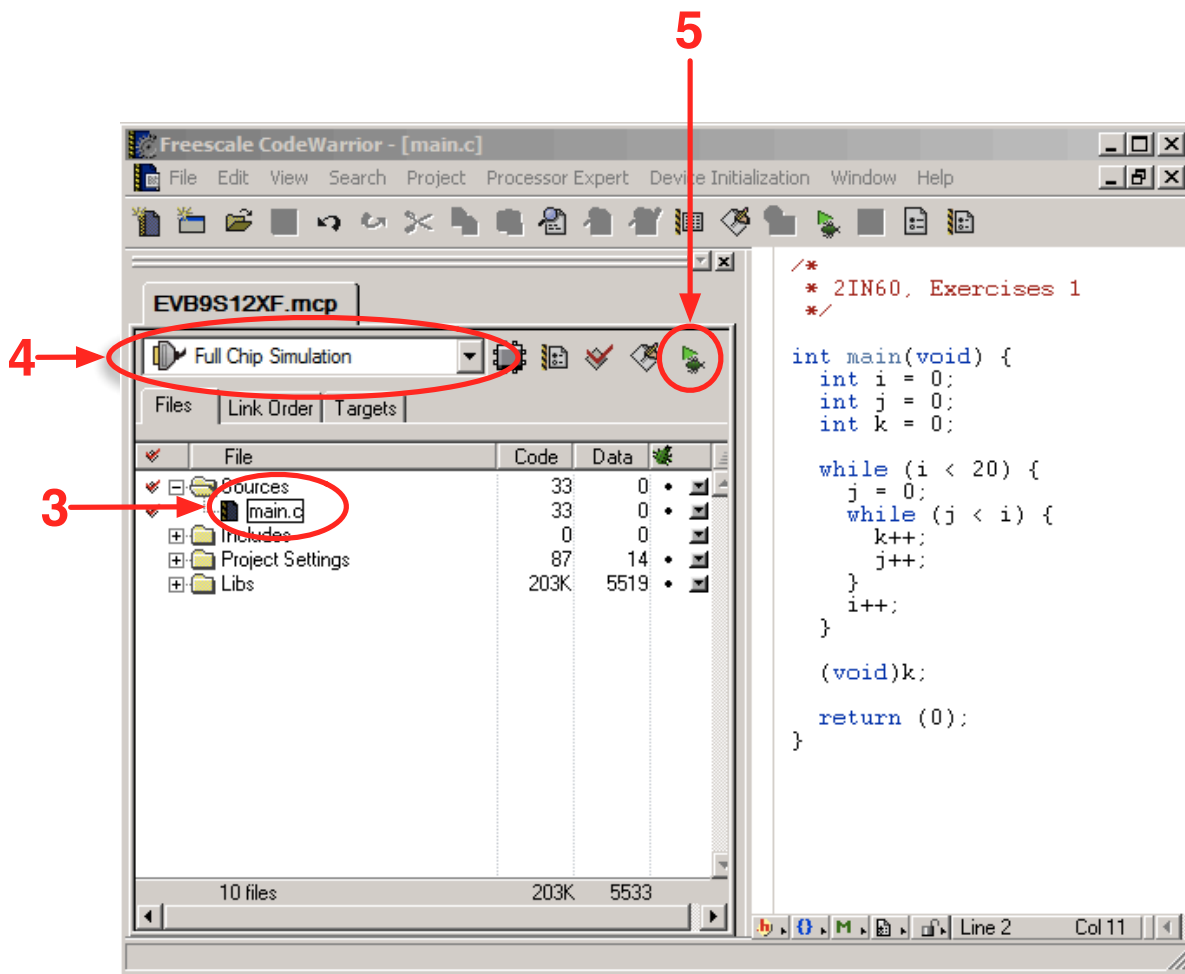 5
Freescale CodeWarrior - [main.c]
File Edit View Search Project Processor Expert Device Initialization Window Help
EVB9S12XF.mcp
4
Full Chip Simulation
Files Link Order Targets
File Code Data
Sources 33 0
3
main.c 33 0
Includes 0 0
Project Settings 87 14
Libs 203K 5519
10 files 203K 5533
/*
* 2IN60, Exercises 1
*/
int main(void) {
int i = 0;
int j = 0;
int k = 0;
while (i < 20) {
j = 0;
while (j < i) {
k++;
j++;
}
i++;
}
(void)k;
return (0);
}
Line 2 Col 11